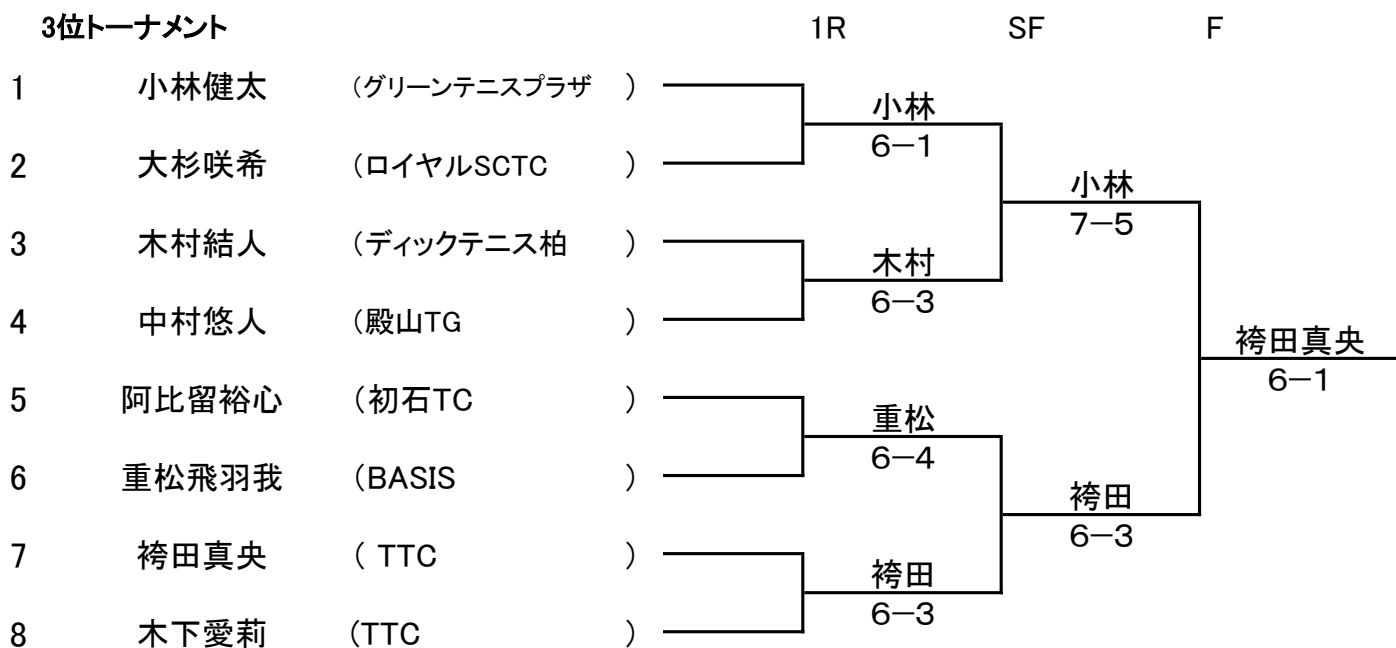 3位トーナメント 1R SF F
1 小林健太 (グリーンテニスプラザ )
小林
6-1
2 大杉咲希 (ロイヤルSCTC )
小林
7-5
3 木村結人 (ディックテニス柏 )
木村
6-3
4 中村悠人 (殿山TG )
袴田真央
6-1
5 阿比留裕心 (初石TC )
重松
6-4
6 重松飛羽我 (BASIS )
袴田
6-3
7 袴田真央 ( TTC )
袴田
6-3
8 木下愛莉 (TTC )